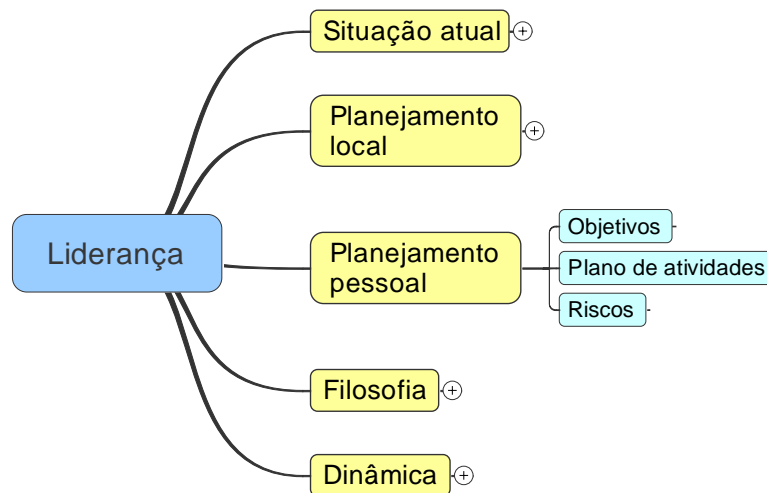 Liderança
Situação atual
Planejamento
local
Planejamento
pessoal
Objetivos
Plano de atividades
Riscos
Filosofia
Dinâmica